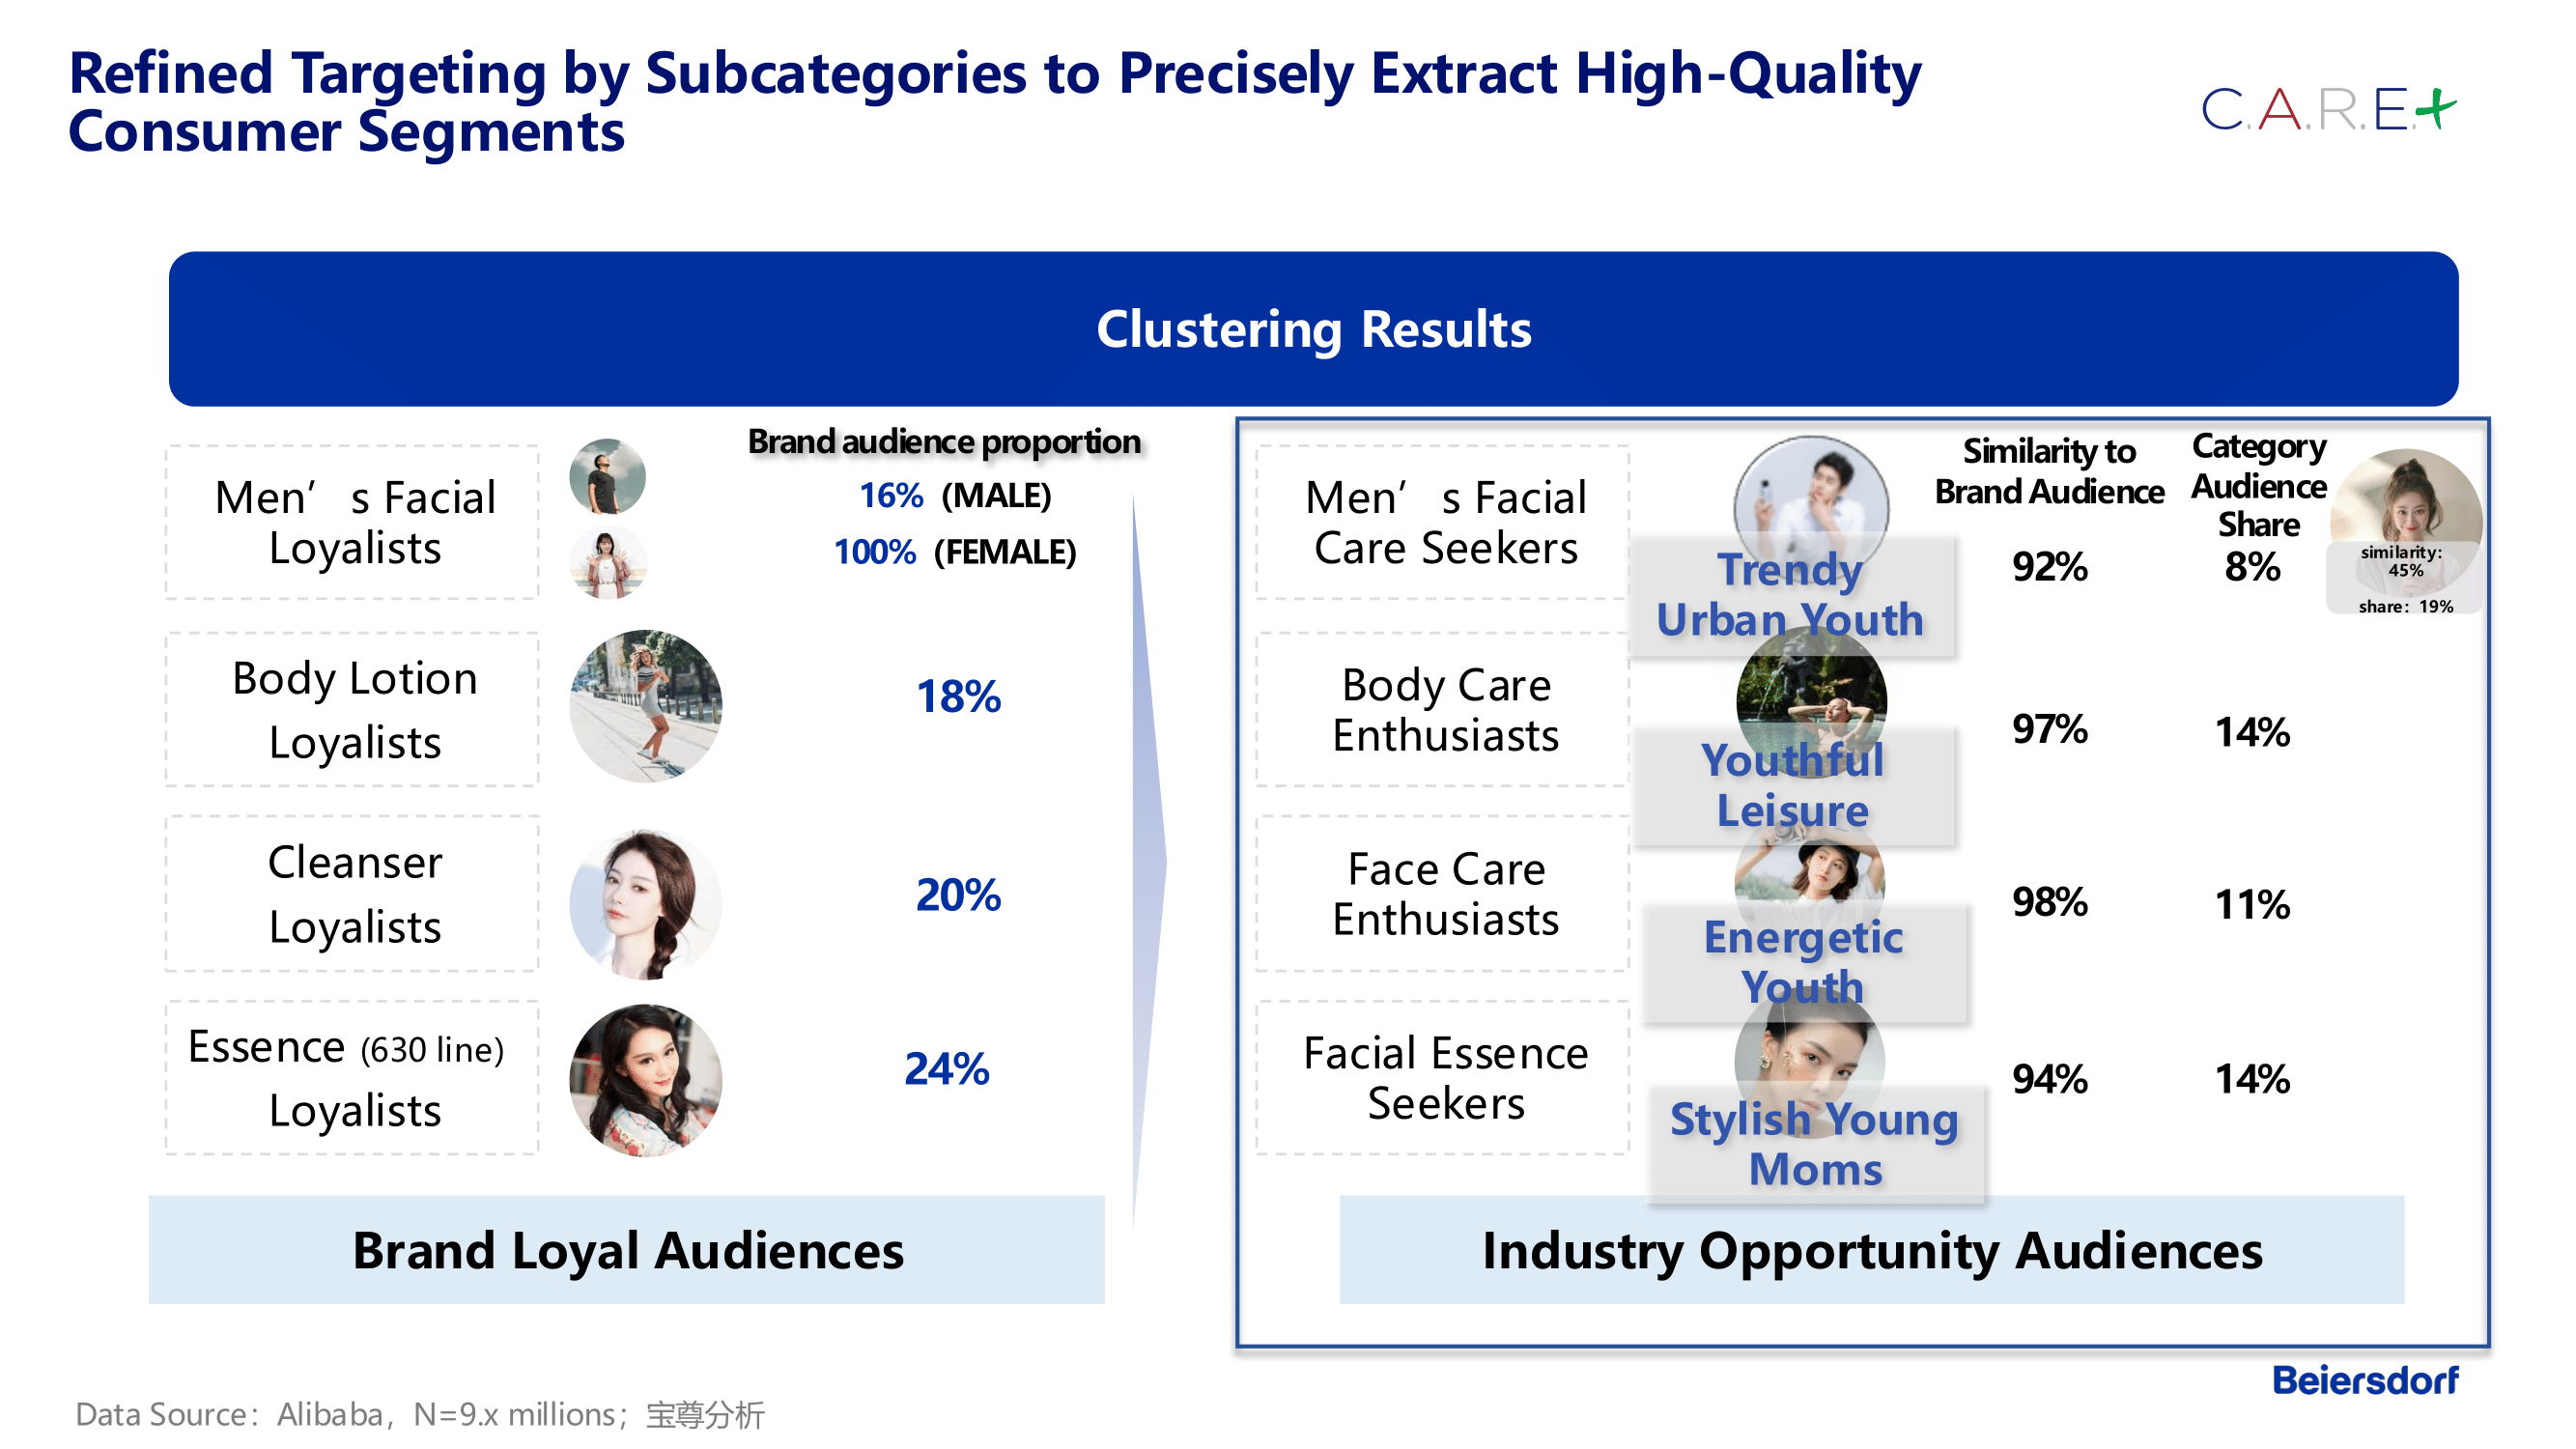 Refined Targeting by Subcategories to Precisely Extract High-Quality
Consumer Segments
C.A.R.E.+
Clustering Results
Brand audience proportion
Men’s Facial
Loyalists
16% (MALE)
100% (FEMALE)
Body Lotion
Loyalists
18%
Cleanser
Loyalists
20%
Essence (630 line)
Loyalists
24%
Brand Loyal Audiences
Similarity to
Brand Audience
Category
Audience
Share
Men’s Facial
Care Seekers
Trendy
Urban Youth
92%
8%
similarity:
45%
share：19%
Body Care
Enthusiasts
Youthful
Leisure
97%
14%
Face Care
Enthusiasts
Energetic
Youth
98%
11%
Facial Essence
Seekers
Stylish Young
Moms
94%
14%
Industry Opportunity Audiences
Beiersdorf
Data Source：Alibaba，N=9.x millions；宝尊分析